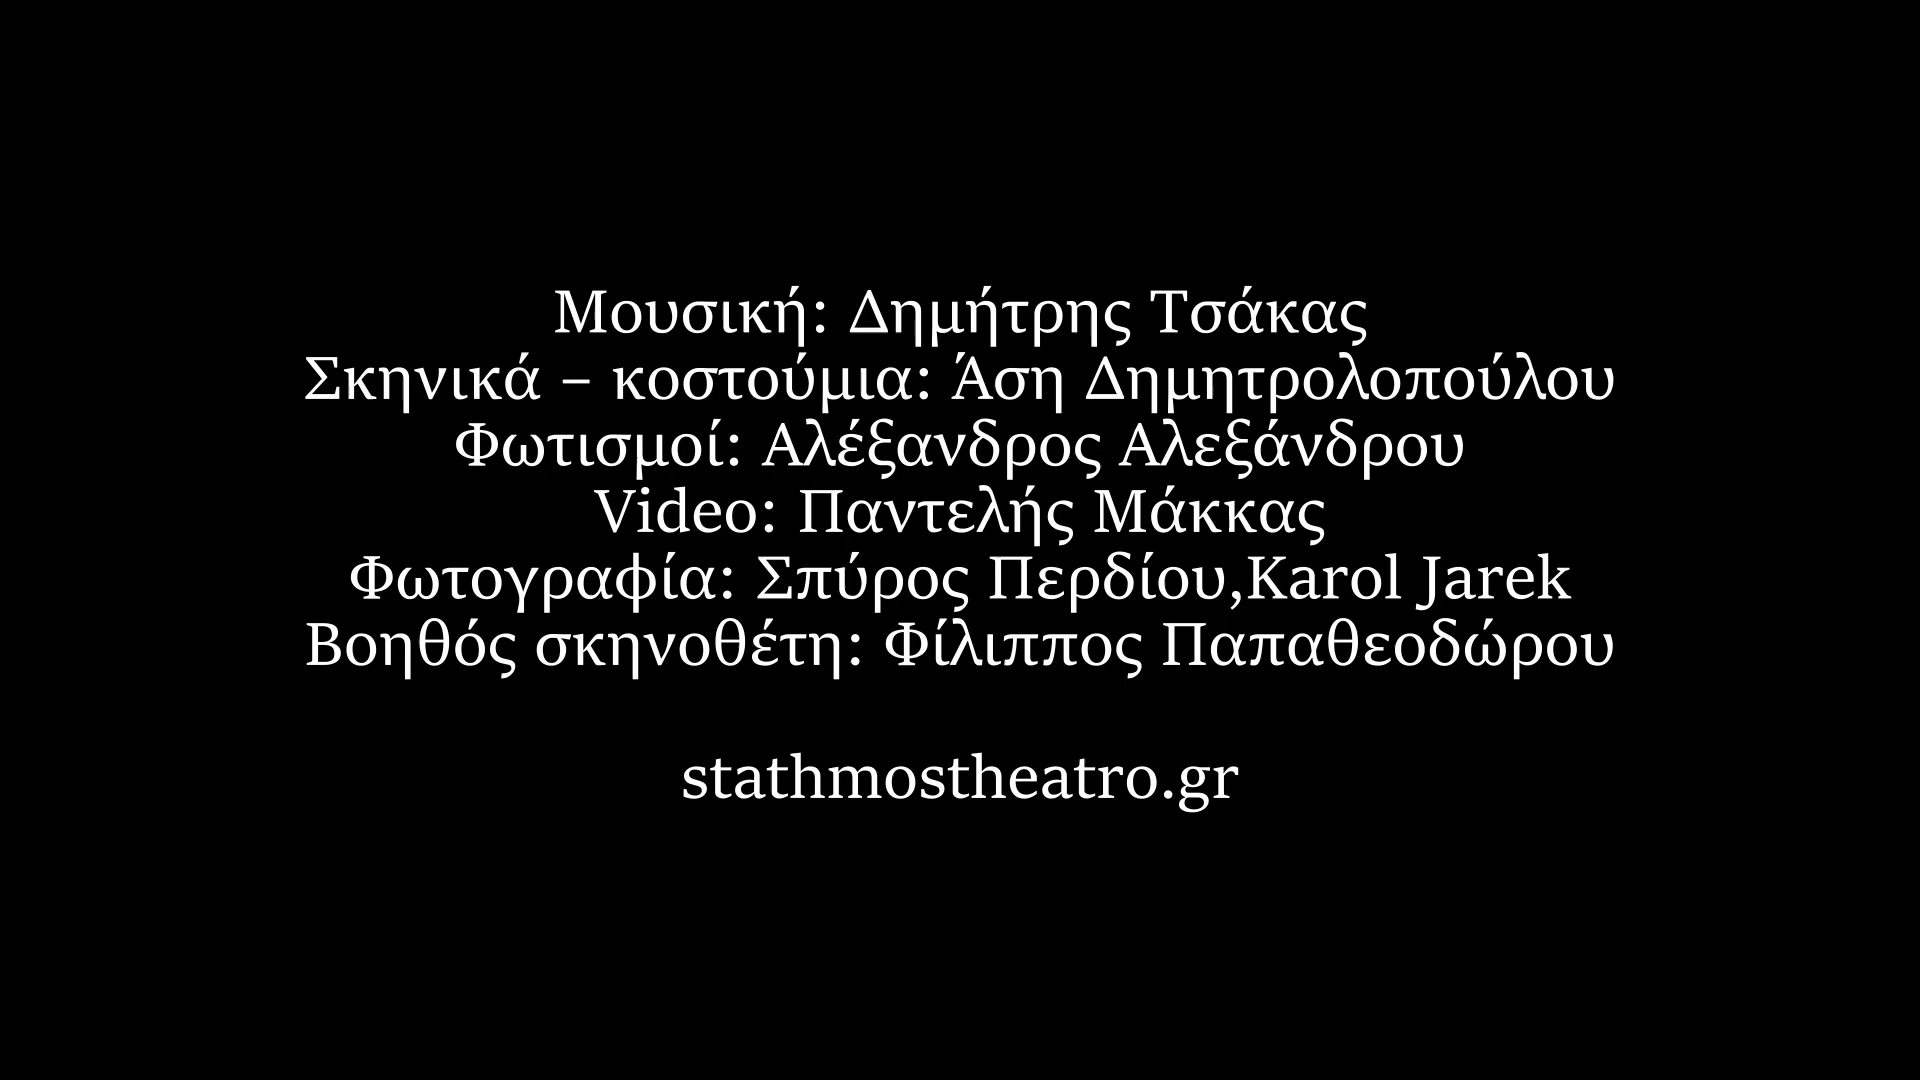 Μουσική: Δημήτρης Τσάκας
Σκηνικά – κοστούμια: Άση Δημητρολοπούλου
Φωτισμοί: Αλέξανδρος Αλεξάνδρου
Video: Παντελής Μάκκας
Φωτογραφία: Σπύρος Περδίου,Karol Jarek
Βοηθός σκηνοθέτη: Φίλιππος Παπαθεοδώρου
stathmostheatro.gr